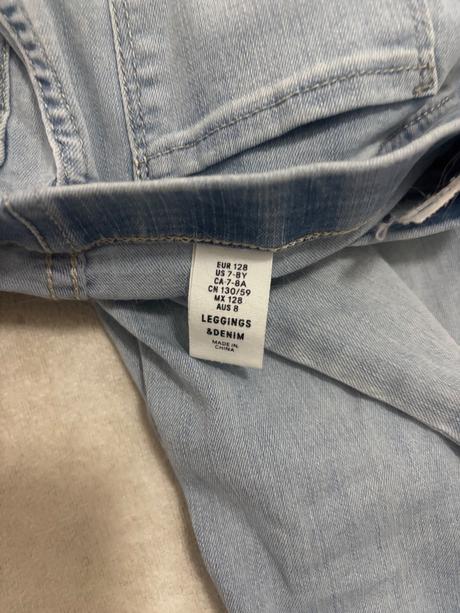 EUR 128
US 7-8Y
CA 7-8A
CN 130/59
MX 128
AUS 8
LEGGINGS
&DENIM
MADE IN
CHINA